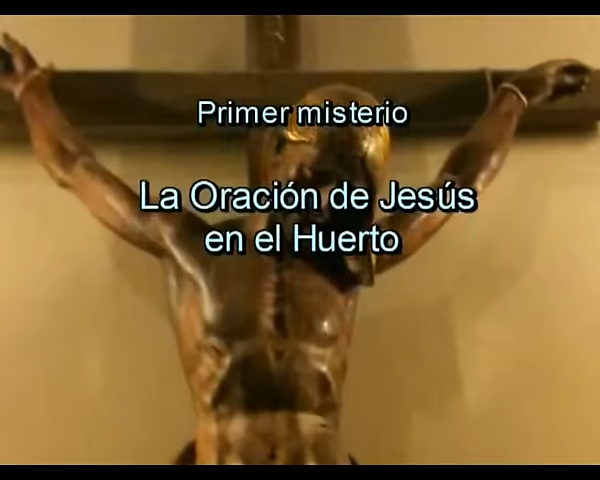 Primer misterio
La Oración de Jesús
en el Huerto